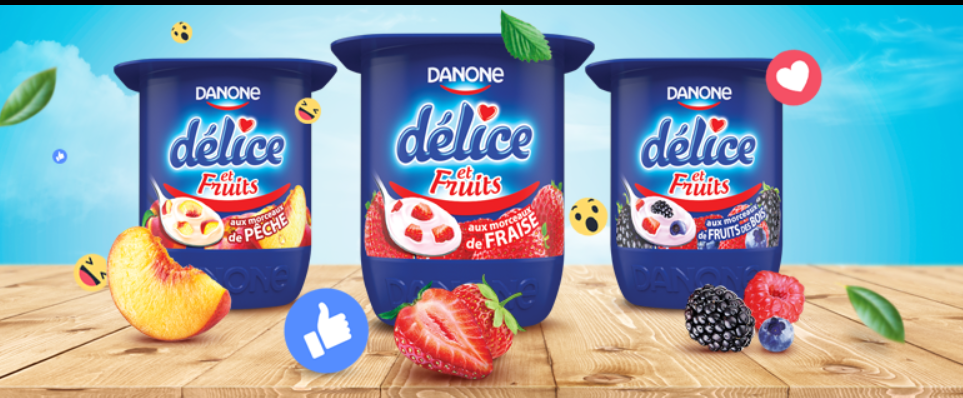 DANONE
délice
et
Fruits
aux morceaux
de PÊCHE
DANONE
DANONE
délice
et
Fruits
aux morceaux
de FRAISE
DANONE
DANONE
délice
et
Fruits
aux morceaux
de FRUITS DES BOIS
DANONE